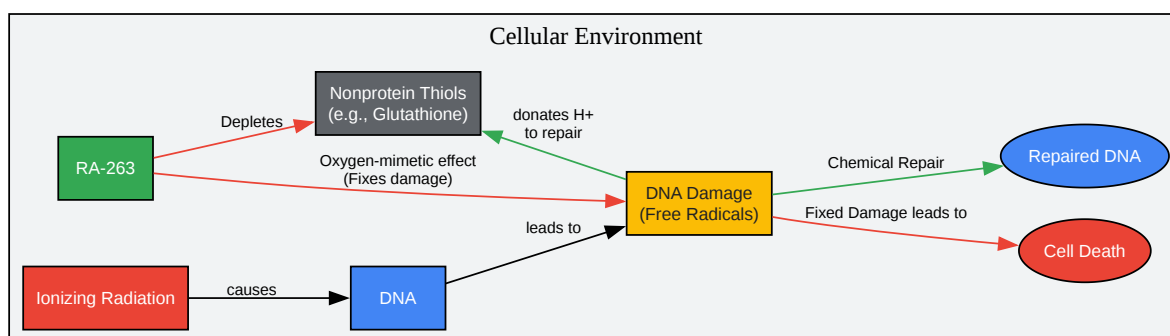 Cellular Environment
Nonprotein Thiols
(e.g., Glutathione)
donates H+
to repair
Depletes
RA-263
Oxygen-mimetic effect
(Fixes damage)
Chemical Repair
Repaired DNA
DNA Damage
(Free Radicals)
Fixed Damage leads to
leads to
Cell Death
Ionizing Radiation
causes
DNA